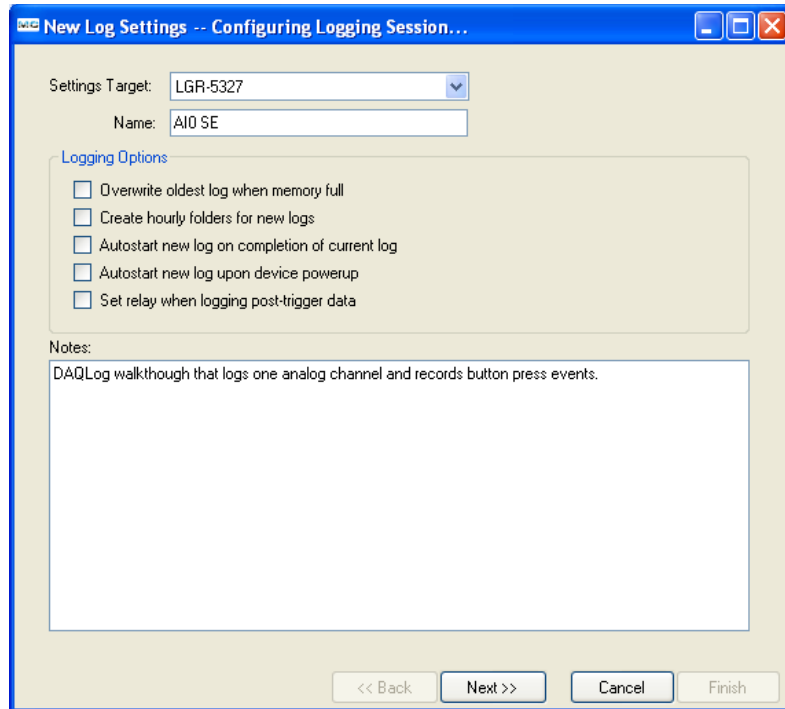 MC New Log Settings -- Configuring Logging Session...
Settings Target: LGR-5327
Name: AI0 SE
Logging Options
Overwrite oldest log when memory full
Create hourly folders for new logs
Autostart new log on completion of current log
Autostart new log upon device powerup
Set relay when logging post-trigger data
Notes:
DAQLog walkthough that logs one analog channel and records button press events.
<< Back Next >> Cancel Finish